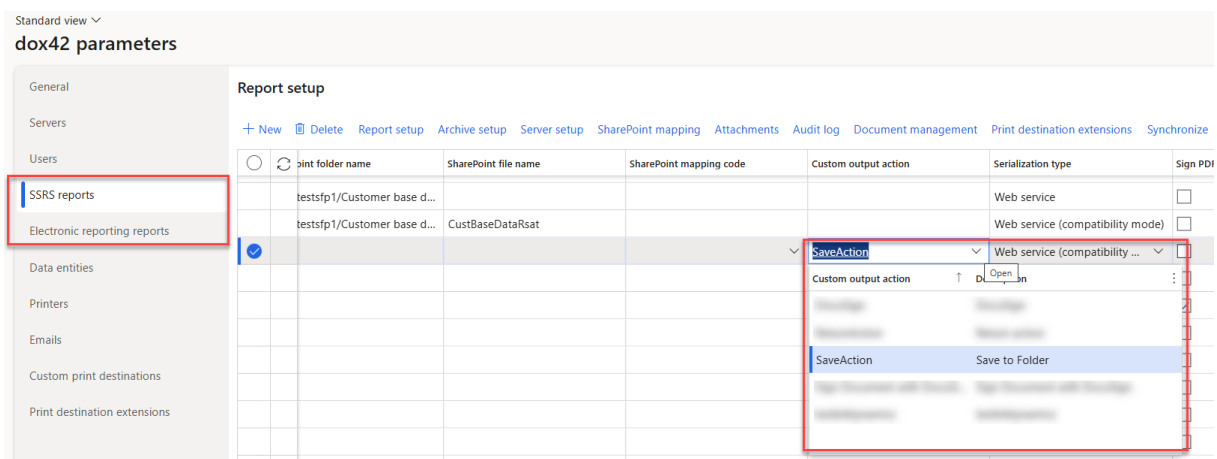 Standard view
dox42 parameters
General
Servers
Users
SSRS reports
Electronic reporting reports
Data entities
Printers
Emails
Custom print destinations
Print destination extensions
Report setup
New Delete Report setup Archive setup Server setup SharePoint mapping Attachments Audit log Document management Print destination extensions Synchronize
oint folder name SharePoint file name SharePoint mapping code Custom output action Serialization type Sign PDF
testsfp1/Customer base d... Web service
testsfp1/Customer base d... CustBaseDataRsat Web service (compatibility mode)
SaveAction Web service (compatibility ...
Custom output action
Open
SaveAction Save to Folder